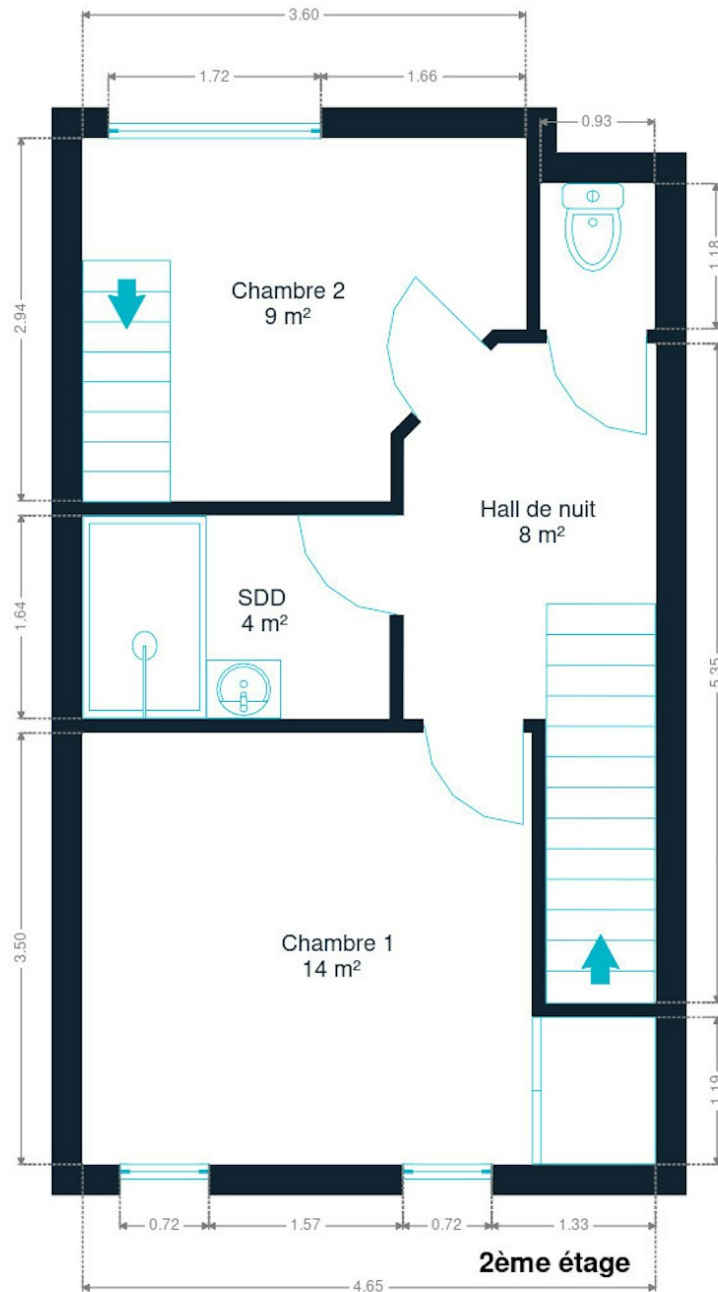 3.60
1.72
1.66
0.93
1.18
2.94
Chambre 2
9 m²
Hall de nuit
8 m²
1.64
SDD
4 m²
5.35
3.50
Chambre 1
14 m²
1.19
0.72
1.57
0.72
1.33
2ème étage
4.65